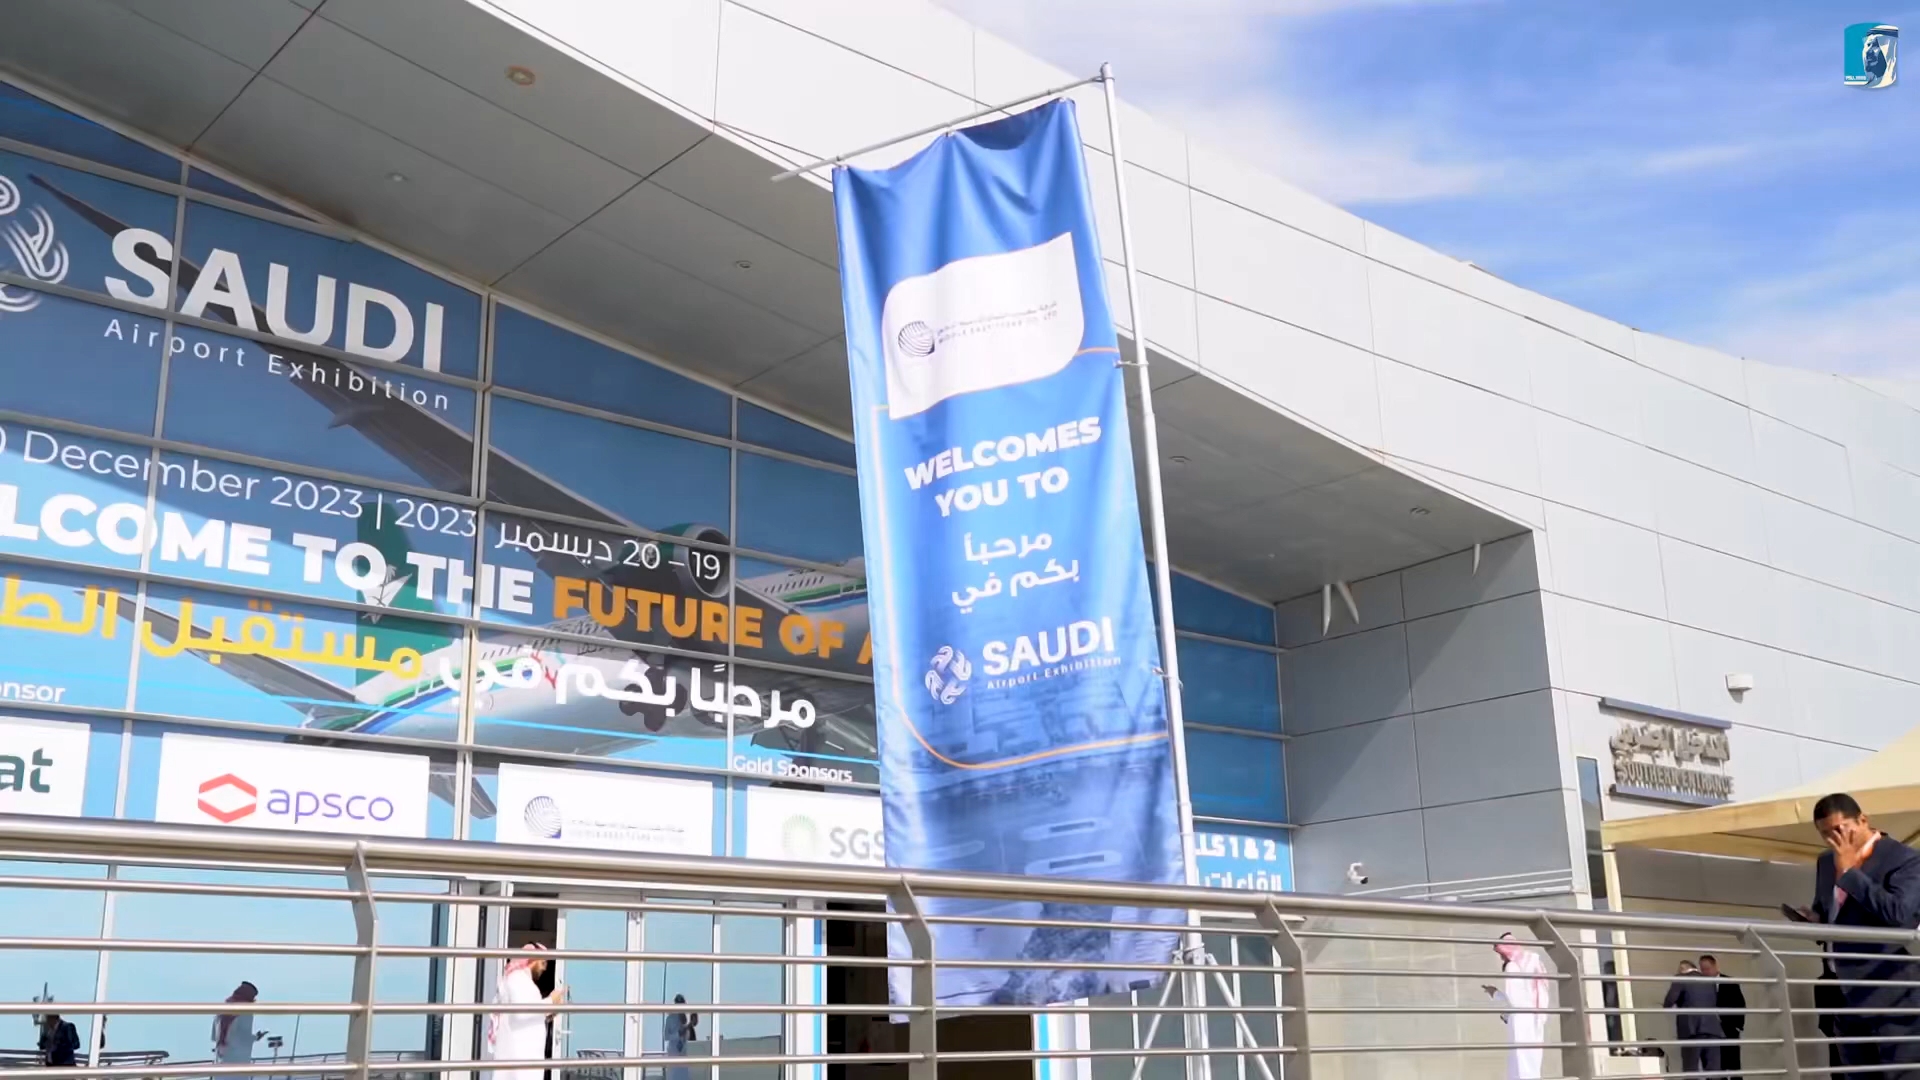 SAUDI
Airport Exhibition
December 2023 | 2023 ديسمبر 20 – 19
LCOME TO THE FUTURE OF A
مرحبًا بكم في مستقبل الط
nsor
Gold Sponsors
at
apsco
SGS
WELCOMES
YOU TO
مرحباً
بكم في
SAUDI
Airport Exhibition
SOUTHERN ENTRANCE
LLS 1 & 2
القاعات